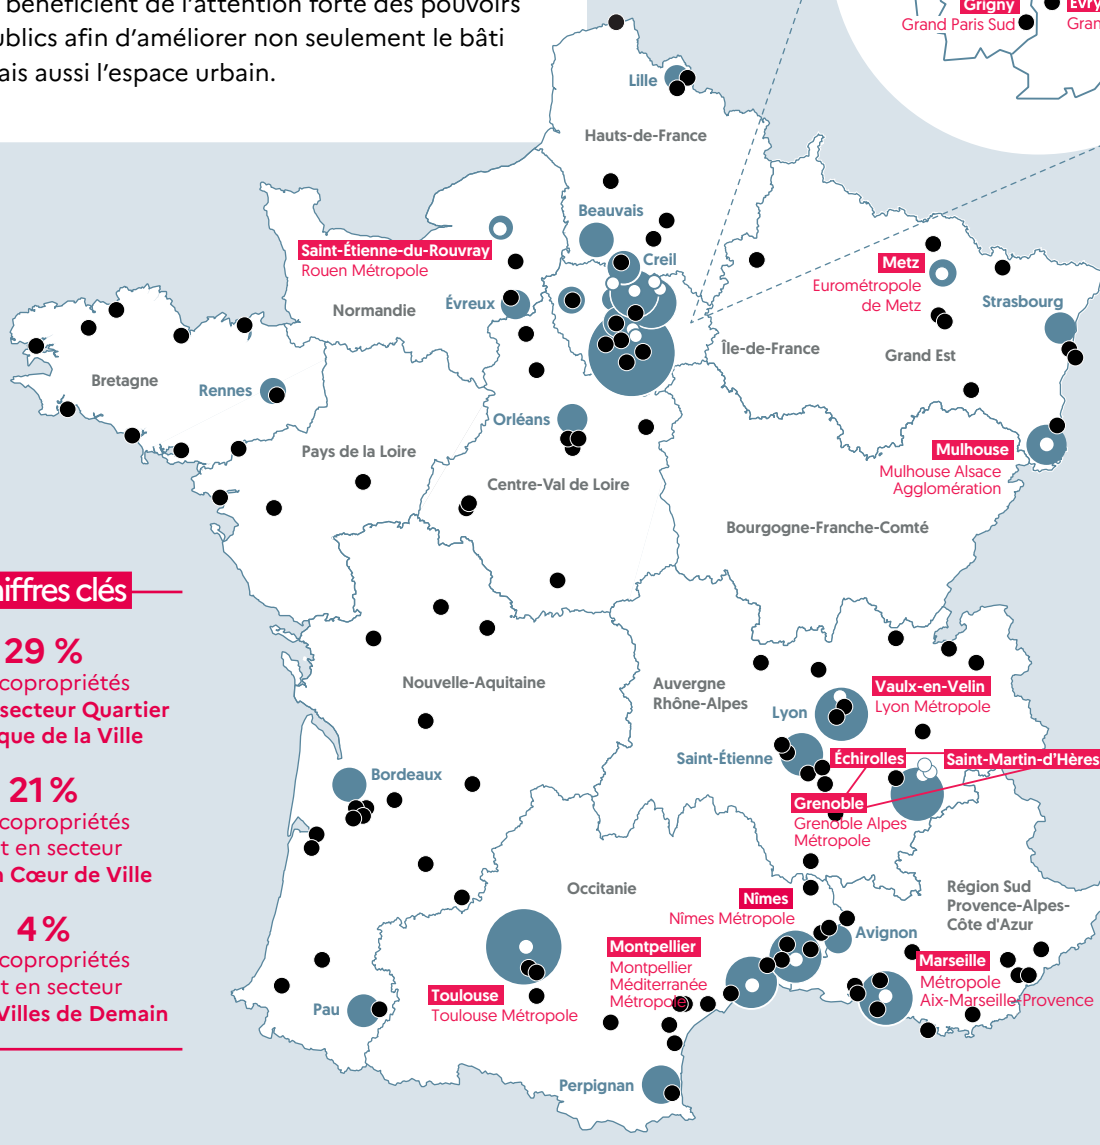 bénéficient de l'attention forte des pouvoirs
ublics afin d'améliorer non seulement le bâti
ais aussi l'espace urbain.
Grigny
Grand Paris Sud
Évry
Gran
Lille
Hauts-de-France
Beauvais
Creil
Saint-Étienne-du-Rouvray
Rouen Métropole
Normandie
Évreux
Metz
Eurométropole
de Metz
Strasbourg
Île-de-France
Grand Est
Bretagne
Rennes
Orléans
Pays de la Loire
Centre-Val de Loire
Mulhouse
Mulhouse Alsace
Agglomération
Bourgogne-Franche-Comté
iffres clés
29 %
copropriétés
secteur Quartier
que de la Ville
21 %
copropriétés
t en secteur
n Cœur de Ville
4 %
copropriétés
t en secteur
Villes de Demain
Nouvelle-Aquitaine
Auvergne
Rhône-Alpes
Vaulx-en-Velin
Lyon Métropole
Lyon
Saint-Étienne
Échirolles
Saint-Martin-d'Hères
Grenoble
Grenoble Alpes
Métropole
Bordeaux
Occitanie
Région Sud
Provence-Alpes-
Côte d'Azur
Nîmes
Nîmes Métropole
Avignon
Montpellier
Montpellier
Méditerranée
Métropole
Marseille
Métropole
Aix-Marseille-Provence
Toulouse
Toulouse Métropole
Pau
Perpignan